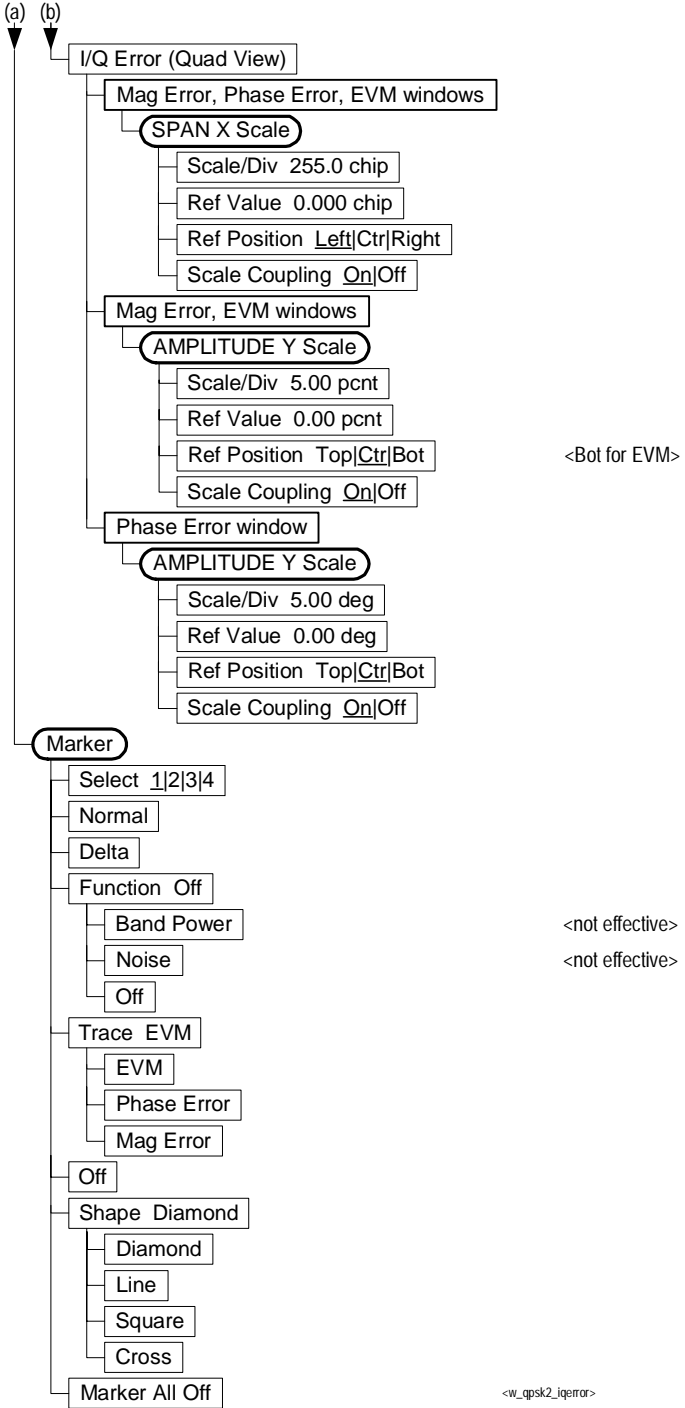 (a) (b)
I/Q Error (Quad View)
Mag Error, Phase Error, EVM windows
SPAN X Scale
Scale/Div 255.0 chip
Ref Value 0.000 chip
Ref Position Left|Ctr|Right
Scale Coupling On|Off
Mag Error, EVM windows
AMPLITUDE Y Scale
Scale/Div 5.00 pcnt
Ref Value 0.00 pcnt
Ref Position Top|Ctr|Bot <Bot for EVM>
Scale Coupling On|Off
Phase Error window
AMPLITUDE Y Scale
Scale/Div 5.00 deg
Ref Value 0.00 deg
Ref Position Top|Ctr|Bot
Scale Coupling On|Off
Marker
Select 1|2|3|4
Normal
Delta
Function Off
Band Power <not effective>
Noise <not effective>
Off
Trace EVM
EVM
Phase Error
Mag Error
Off
Shape Diamond
Diamond
Line
Square
Cross
Marker All Off <w_qpsk2_iqerror>